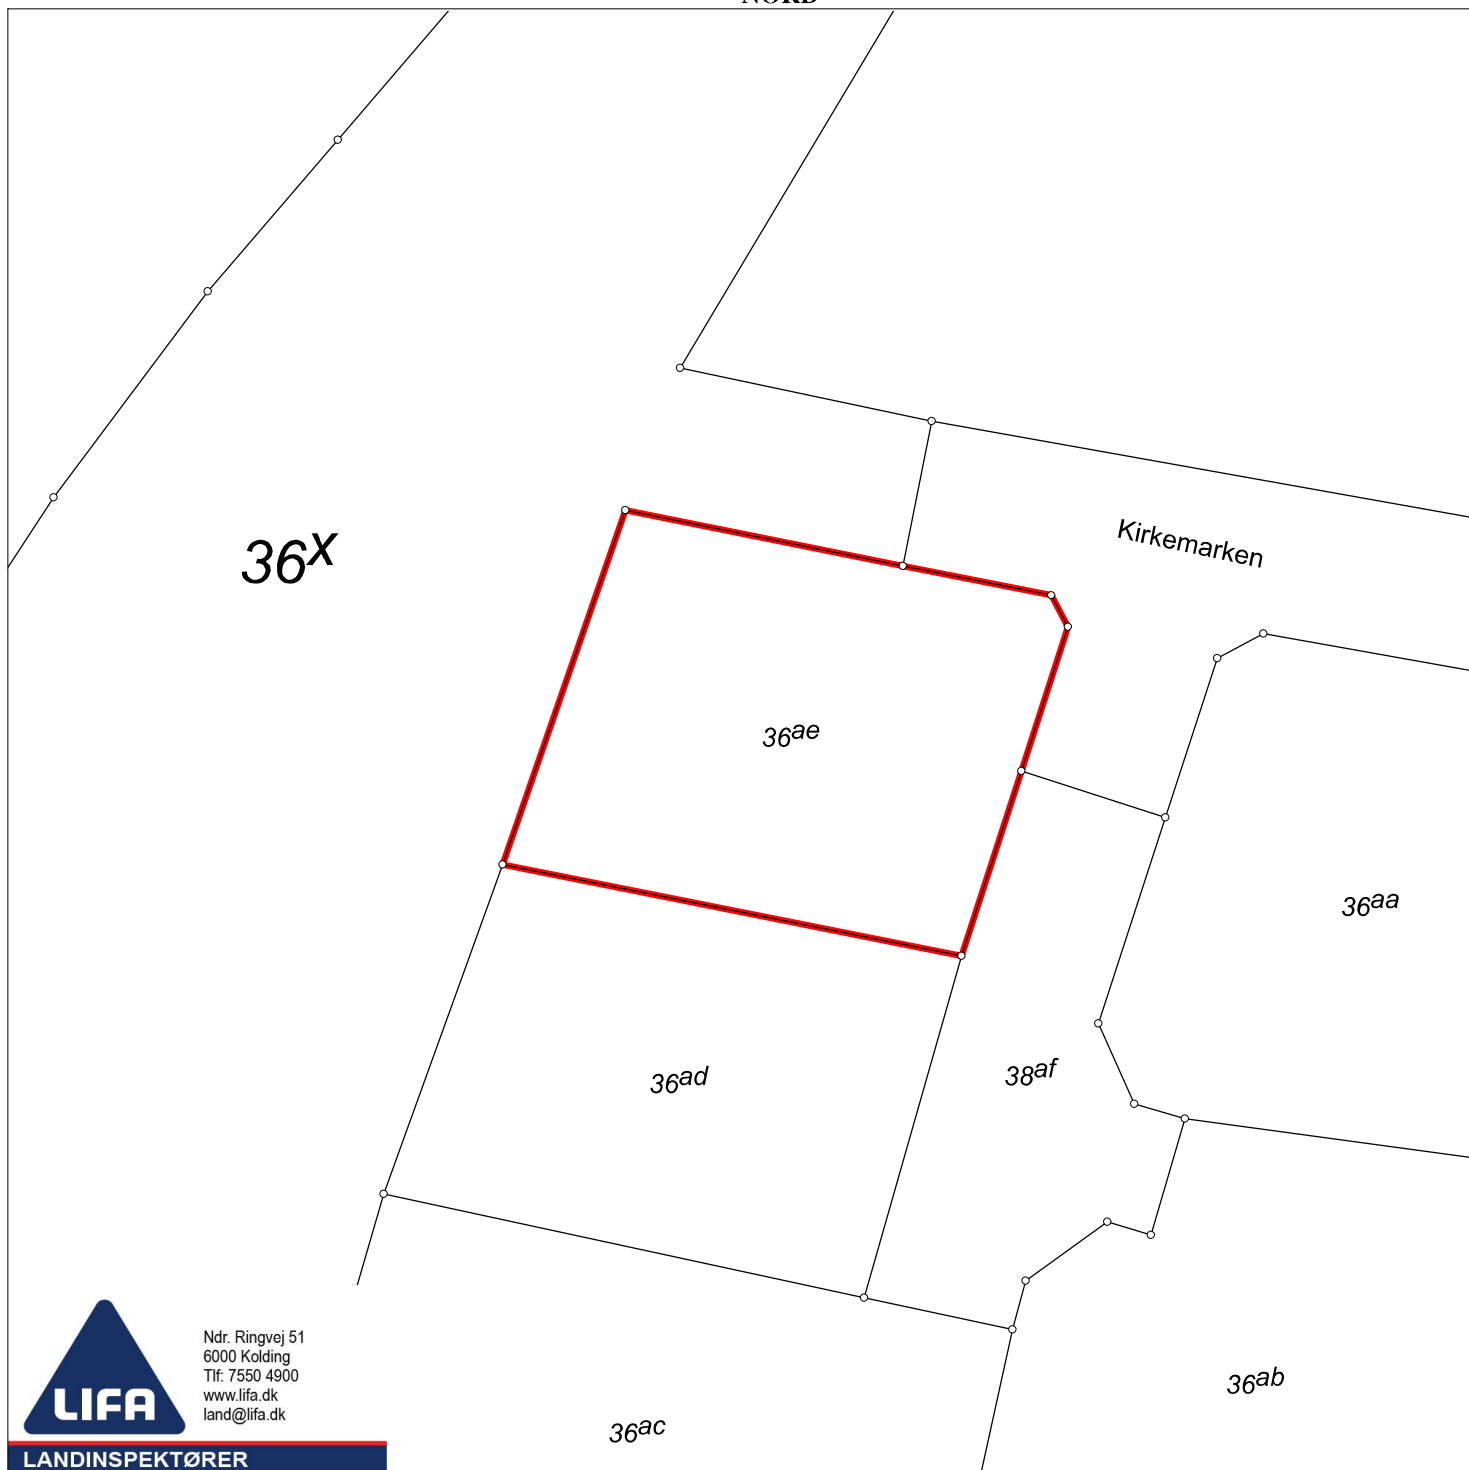 NORD
36x
Kirkemarken
36ae
36aa
36ad
38af
36ab
36ac
LIFA
Ndr. Ringvej 51
6000 Kolding
Tlf: 7550 4900
www.lifa.dk
land@lifa.dk
LANDINSPEKTØRER